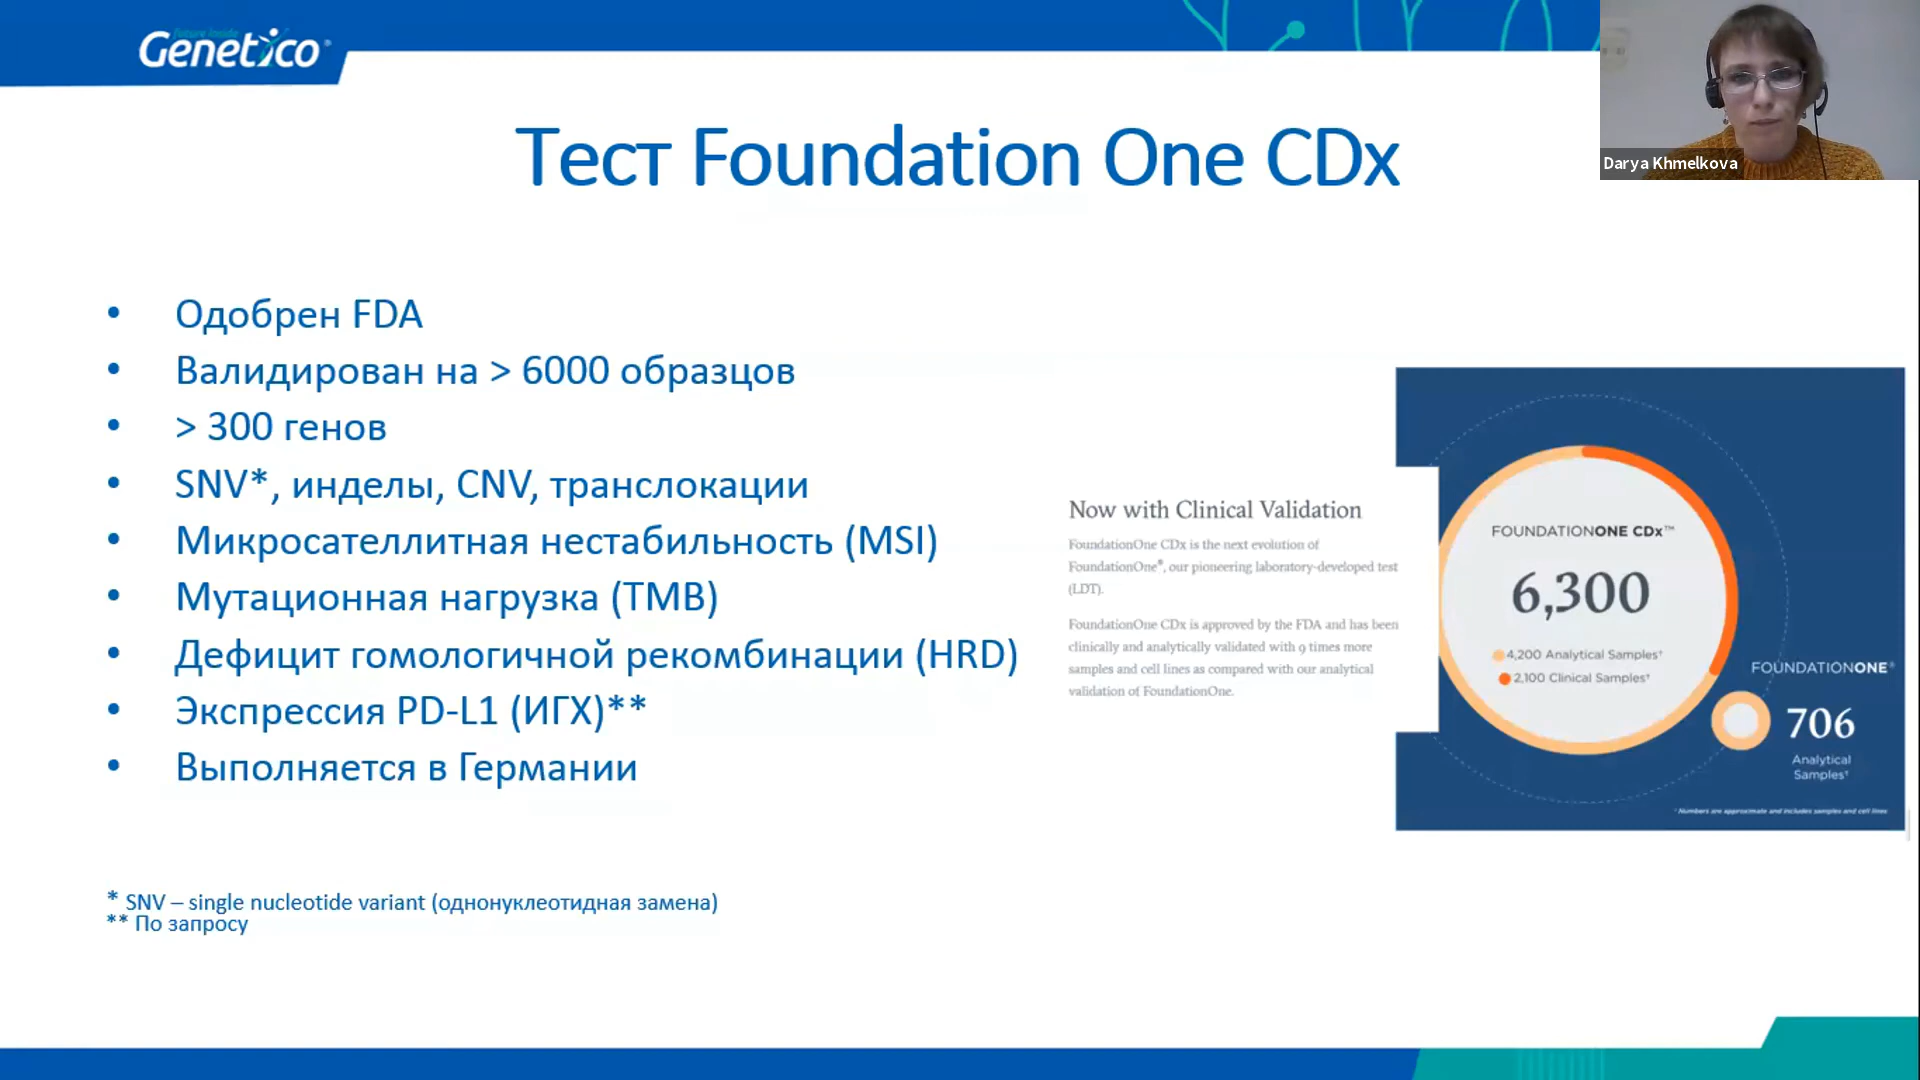 Genetico
Darya Khmelkova
Тест Foundation One CDx
• Одобрен FDA
• Валидирован на > 6000 образцов
• > 300 генов
• SNV*, инделы, CNV, транслокации
• Микросателлитная нестабильность (MSI)
• Мутационная нагрузка (TMB)
• Дефицит гомологичной рекомбинации (HRD)
• Экспрессия PD-L1 (ИГХ)**
• Выполняется в Германии
* SNV – single nucleotide variant (однонуклеотидная замена)
** По запросу
Now with Clinical Validation
FoundationOne CDx is the next evolution of
FoundationOne®, our pioneering laboratory-developed test
(LDT).
FoundationOne CDx is approved by the FDA and has been
clinically and analytically validated with 9 times more
samples and cell lines as compared with our analytical
validation of FoundationOne.
FOUNDATIONONE CDx™
6,300
4,200 Analytical Samples†
2,100 Clinical Samples†
FOUNDATIONONE®
706
Analytical
Samples†
† Numbers are approximate and includes samples and cell lines